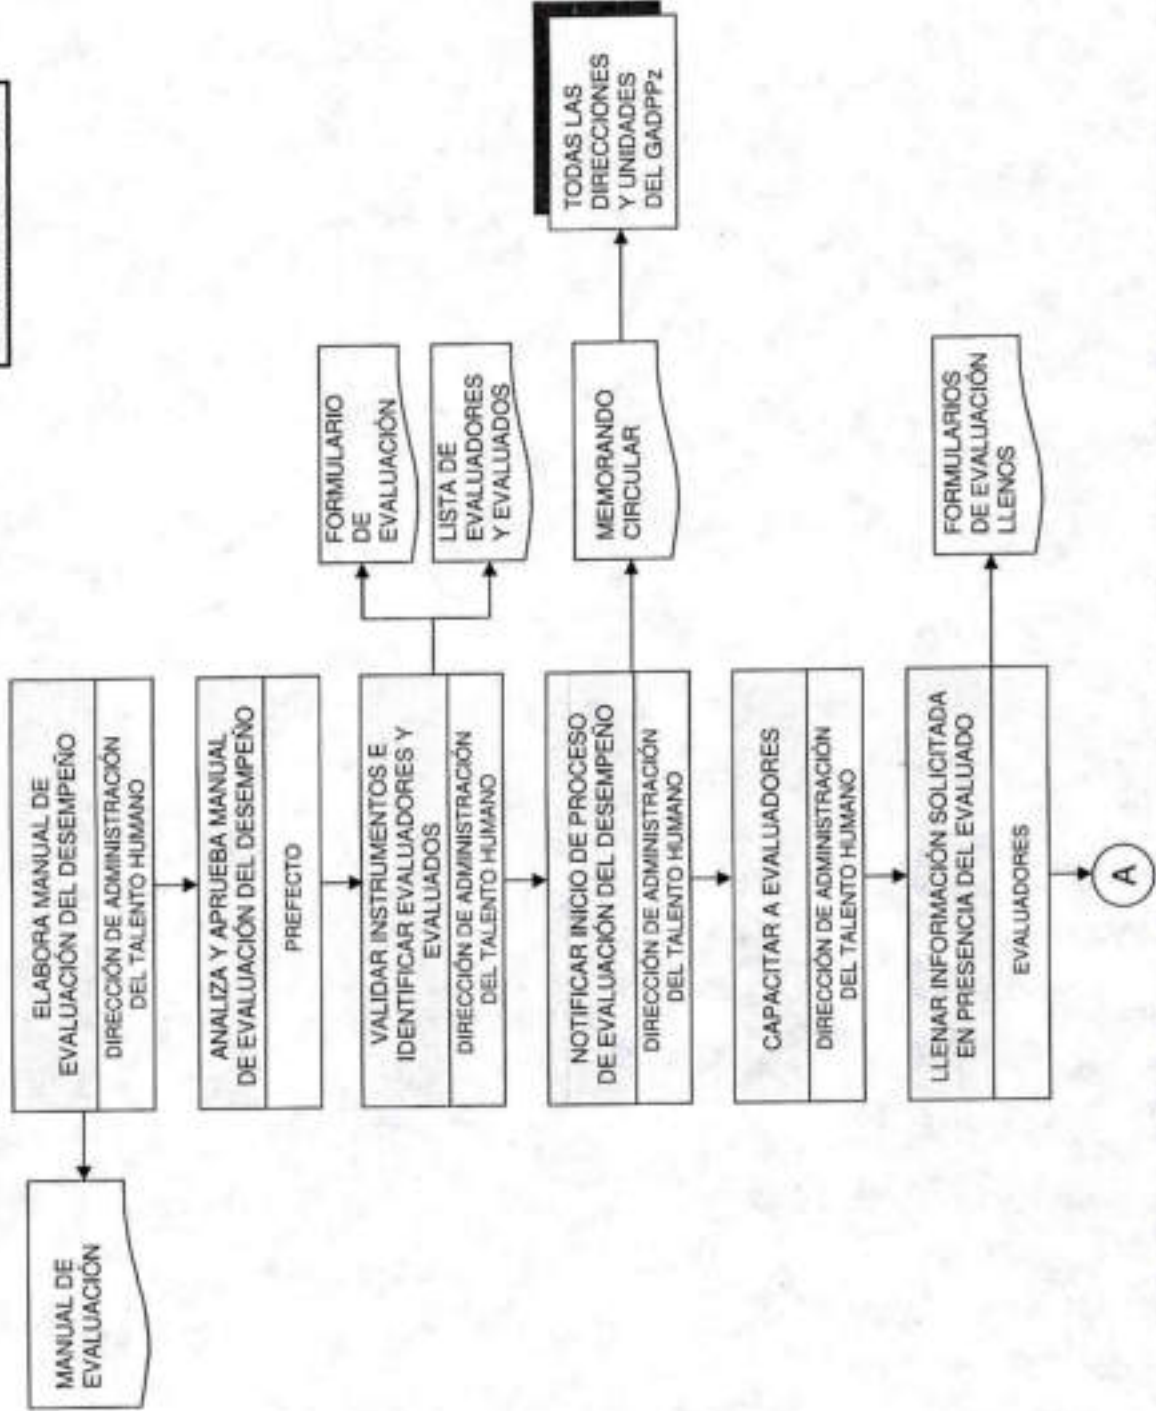 ELABORA MANUAL DE
EVALUACIÓN DEL DESEMPEÑO
DIRECCIÓN DE ADMINISTRACIÓN
DEL TALENTO HUMANO
MANUAL DE
EVALUACIÓN
ANALIZA Y APRUEBA MANUAL
DE EVALUACIÓN DEL DESEMPEÑO
PREFECTO
VALIDAR INSTRUMENTOS E
IDENTIFICAR EVALUADORES Y
EVALUADOS
DIRECCIÓN DE ADMINISTRACIÓN
DEL TALENTO HUMANO
FORMULARIO
DE
EVALUACIÓN
LISTA DE
EVALUADORES
Y EVALUADOS
NOTIFICAR INICIO DE PROCESO
DE EVALUACIÓN DEL DESEMPEÑO
DIRECCIÓN DE ADMINISTRACIÓN
DEL TALENTO HUMANO
MEMORANDO
CIRCULAR
TODAS LAS
DIRECCIONES
Y UNIDADES
DEL GADPPz
CAPACITAR A EVALUADORES
DIRECCIÓN DE ADMINISTRACIÓN
DEL TALENTO HUMANO
LLENAR INFORMACIÓN SOLICITADA
EN PRESENCIA DEL EVALUADO
EVALUADORES
FORMULARIOS
DE EVALUACIÓN
LLENOS
A